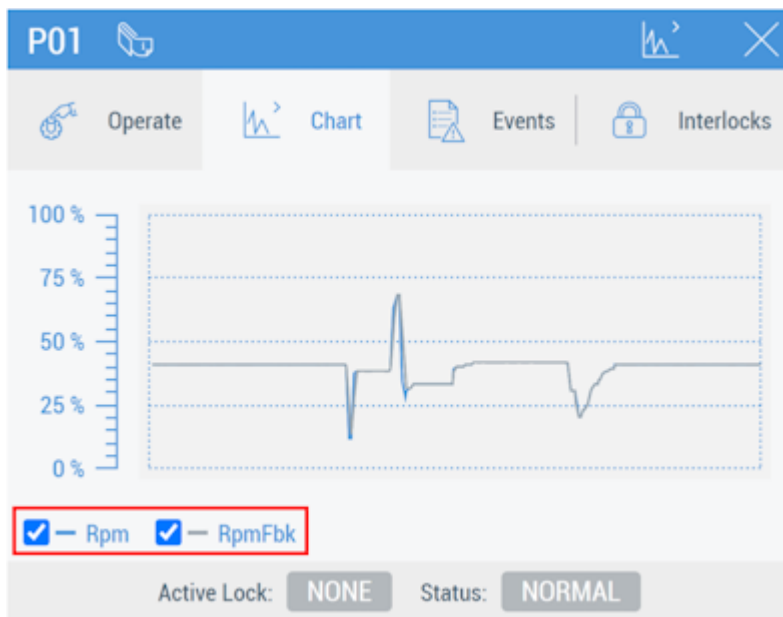 P01
Operate Chart Events Interlocks
100 %
75 %
50 %
25 %
0 %
Rpm RpmFbk
Active Lock: NONE Status: NORMAL